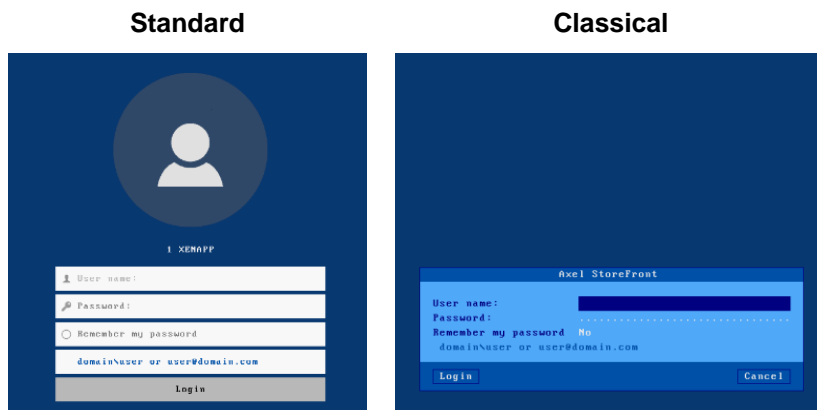 Standard
1 XENAPP
User name:
Password:
Remember my password
domain\user or user@domain.com
Login
Classical
Axel StoreFront
User name:
Password:
Remember my password No
domain\user or user@domain.com
Login Cancel